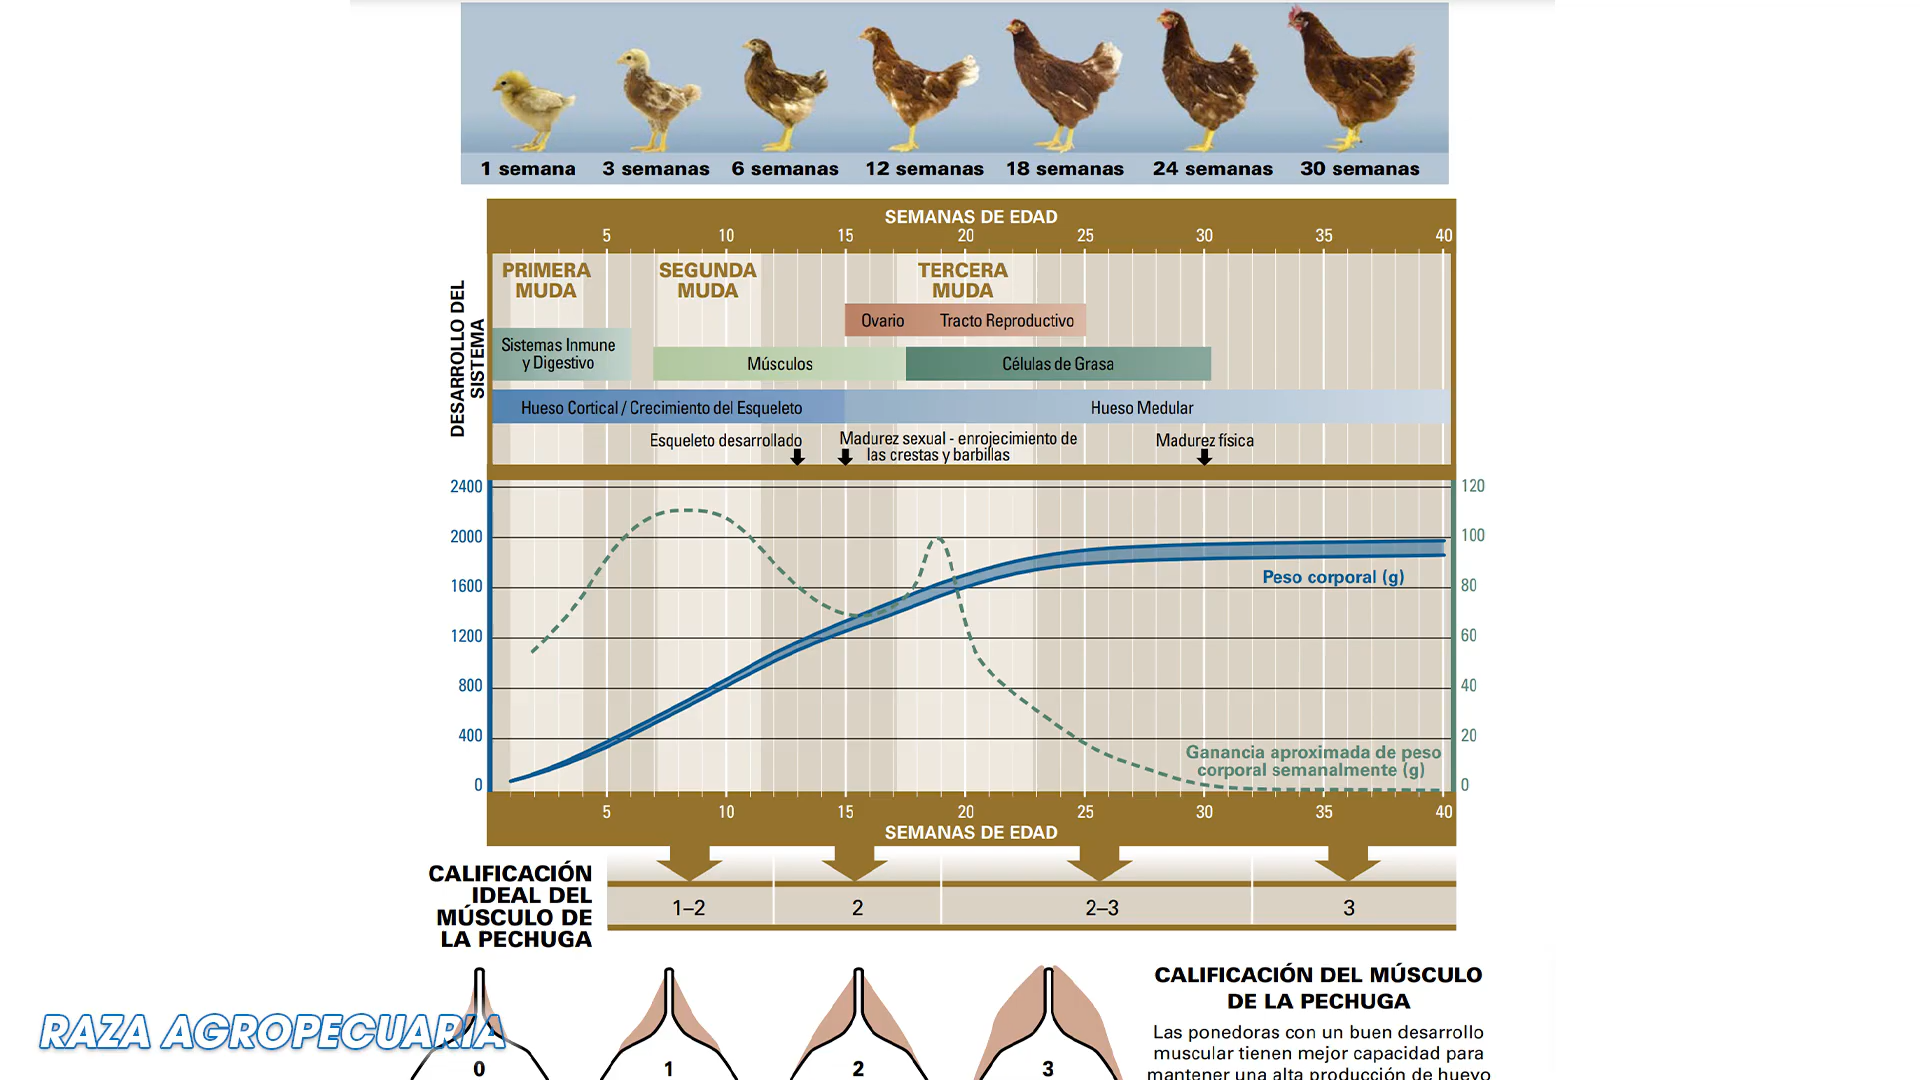 1 semana 3 semanas 6 semanas 12 semanas 18 semanas 24 semanas 30 semanas
SEMANAS DE EDAD
5 10 15 20 25 30 35 40
PRIMERA
MUDA
SEGUNDA
MUDA
TERCERA
MUDA
DESARROLLO DEL
SISTEMA
Ovario Tracto Reproductivo
Sistemas Inmune
y Digestivo
Músculos
Células de Grasa
Hueso Cortical / Crecimiento del Esqueleto
Hueso Medular
Esqueleto desarrollado
Madurez sexual - enrojecimiento de
las crestas y barbillas
Madurez física
2400
2000
1600
1200
800
400
0
120
100
80
60
40
20
0
Peso corporal (g)
Ganancia aproximada de peso
corporal semanalmente (g)
5 10 15 20 25 30 35 40
SEMANAS DE EDAD
CALIFICACIÓN
IDEAL DEL
MÚSCULO DE
LA PECHUGA
1–2 2 2–3 3
0 1 2 3
CALIFICACIÓN DEL MÚSCULO
DE LA PECHUGA
Las ponedoras con un buen desarrollo
muscular tienen mejor capacidad para
mantener una alta producción de huevo
RAZA AGROPECUARIA